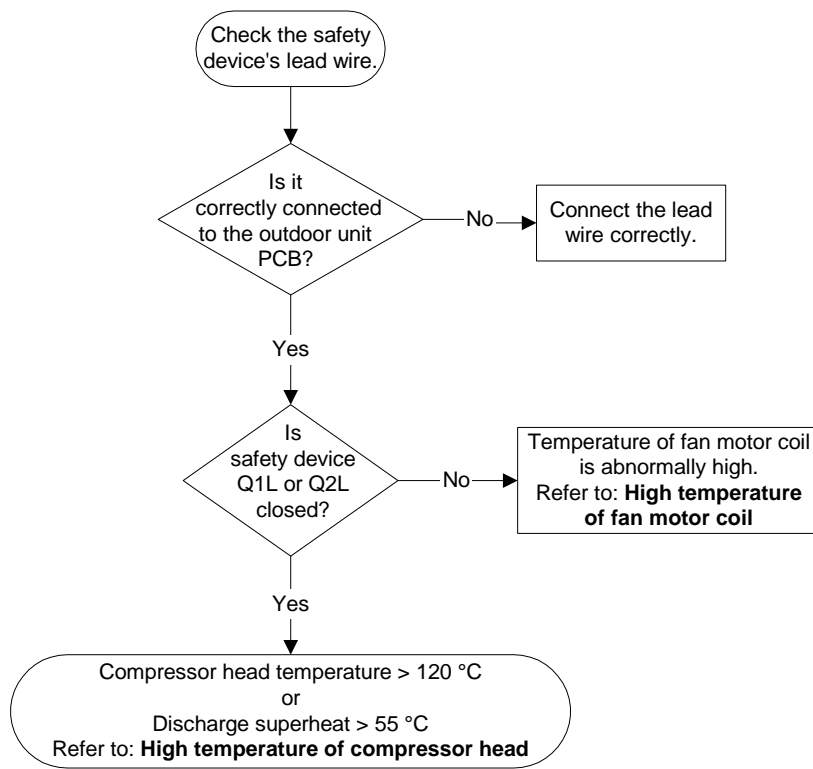 Check the safety
device's lead wire.
Is it
correctly connected
to the outdoor unit
PCB?
No
Connect the lead
wire correctly.
Yes
Is
safety device
Q1L or Q2L
closed?
No
Temperature of fan motor coil
is abnormally high.
Refer to: High temperature
of fan motor coil
Yes
Compressor head temperature > 120 °C
or
Discharge superheat > 55 °C
Refer to: High temperature of compressor head